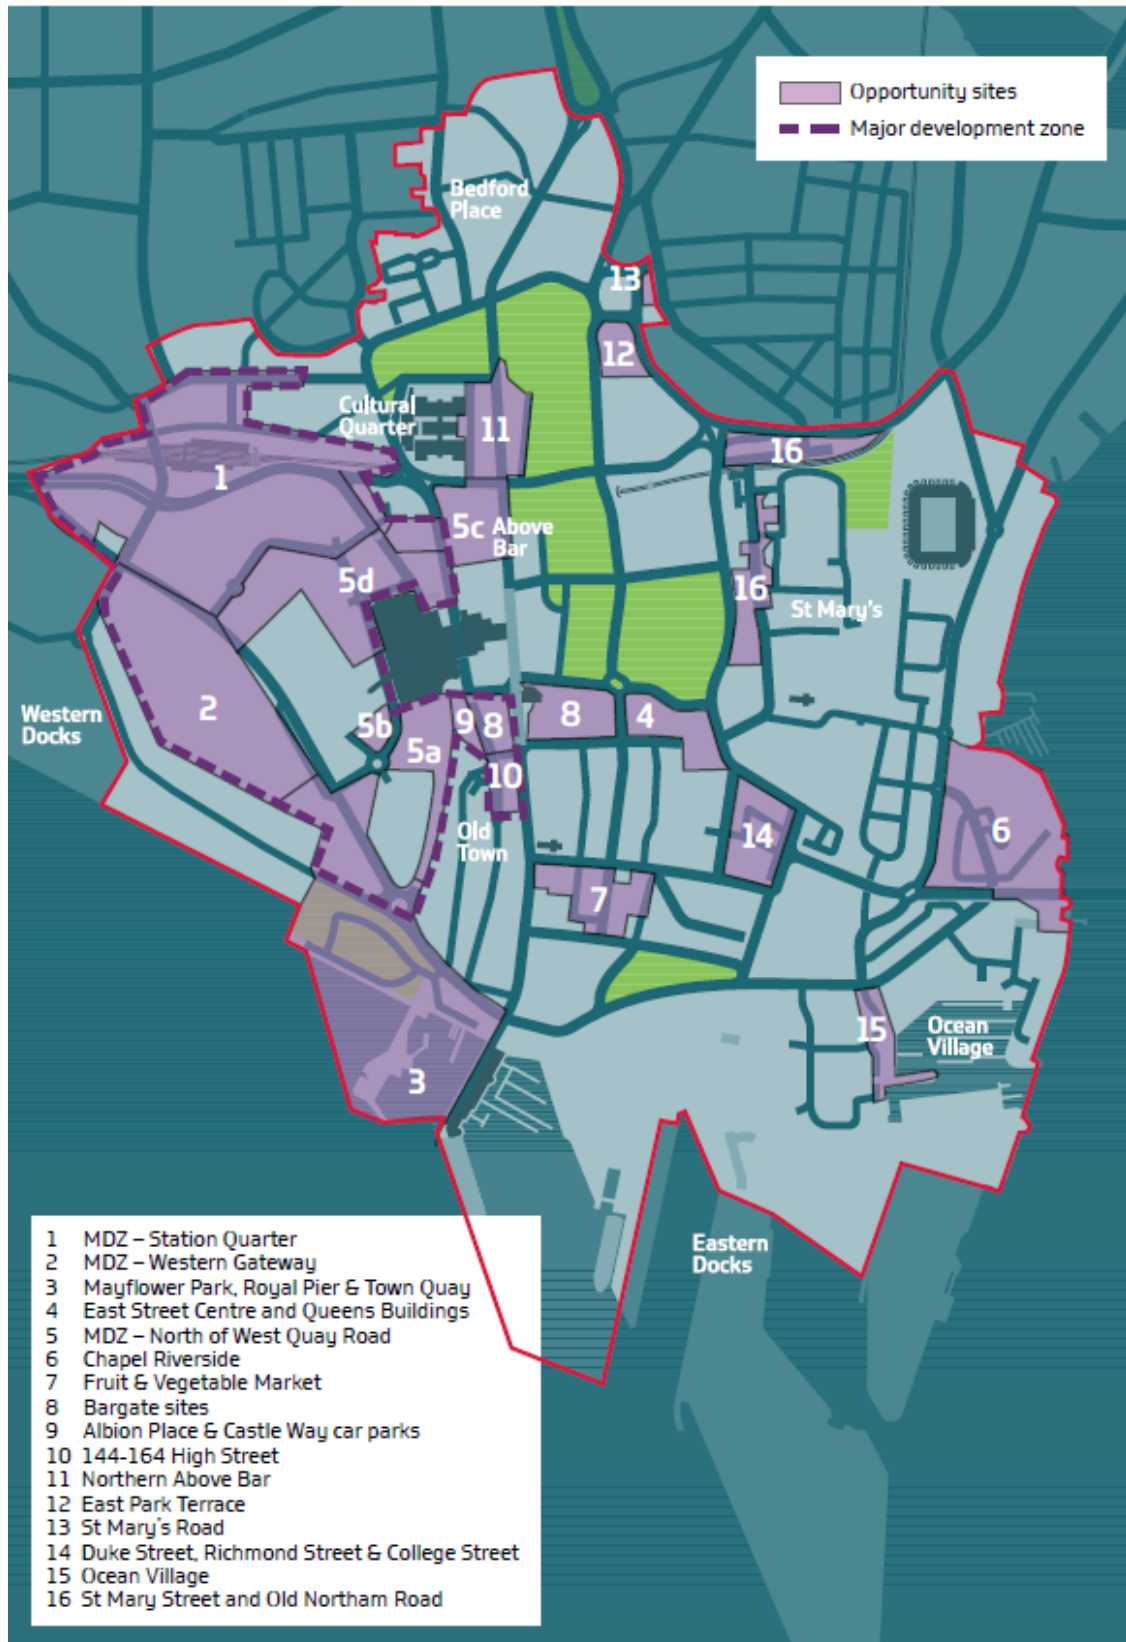 Opportunity sites
Major development zone
Bedford
Place
13
12
Cultural
Quarter
11
16
1
5c
Above
Bar
5d
16
St Mary's
Western
Docks
2
5b
5a
9
8
8
4
10
Old
Town
14
6
7
15
Ocean
Village
3
Eastern
Docks
1 MDZ – Station Quarter
2 MDZ – Western Gateway
3 Mayflower Park, Royal Pier & Town Quay
4 East Street Centre and Queens Buildings
5 MDZ – North of West Quay Road
6 Chapel Riverside
7 Fruit & Vegetable Market
8 Bargate sites
9 Albion Place & Castle Way car parks
10 144-164 High Street
11 Northern Above Bar
12 East Park Terrace
13 St Mary's Road
14 Duke Street, Richmond Street & College Street
15 Ocean Village
16 St Mary Street and Old Northam Road